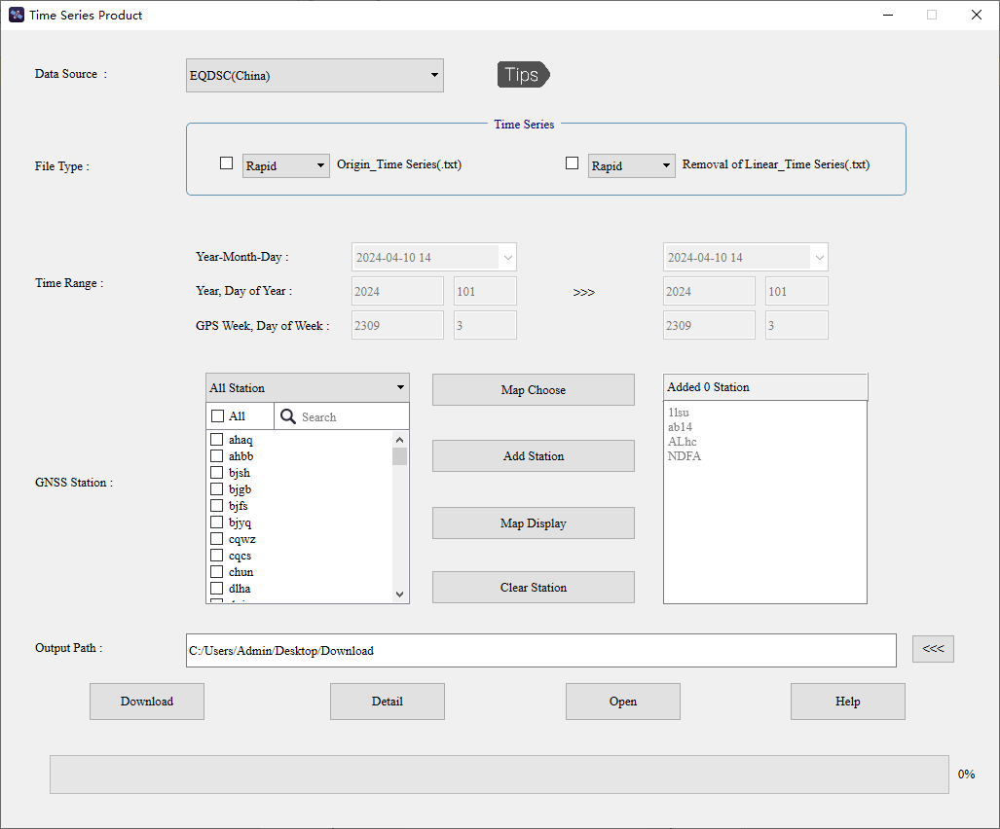 Time Series Product
Data Source :
EQDSC(China)
Tips
Time Series
File Type :
Rapid
Origin_Time Series(.txt)
Rapid
Removal of Linear_Time Series(.txt)
Time Range :
Year-Month-Day :
2024-04-10 14
2024-04-10 14
Year, Day of Year :
2024
101
>>>
2024
101
GPS Week, Day of Week :
2309
3
2309
3
GNSS Station :
All Station
All
Search
ahaq
ahbb
bjsh
bjgb
bjfs
bjyq
cqwz
cqcs
chun
dlha
Map Choose
Add Station
Map Display
Clear Station
Added 0 Station
1lsu
ab14
ALhc
NDFA
Output Path :
C:/Users/Admin/Desktop/Download
<<<
Download
Detail
Open
Help
0%